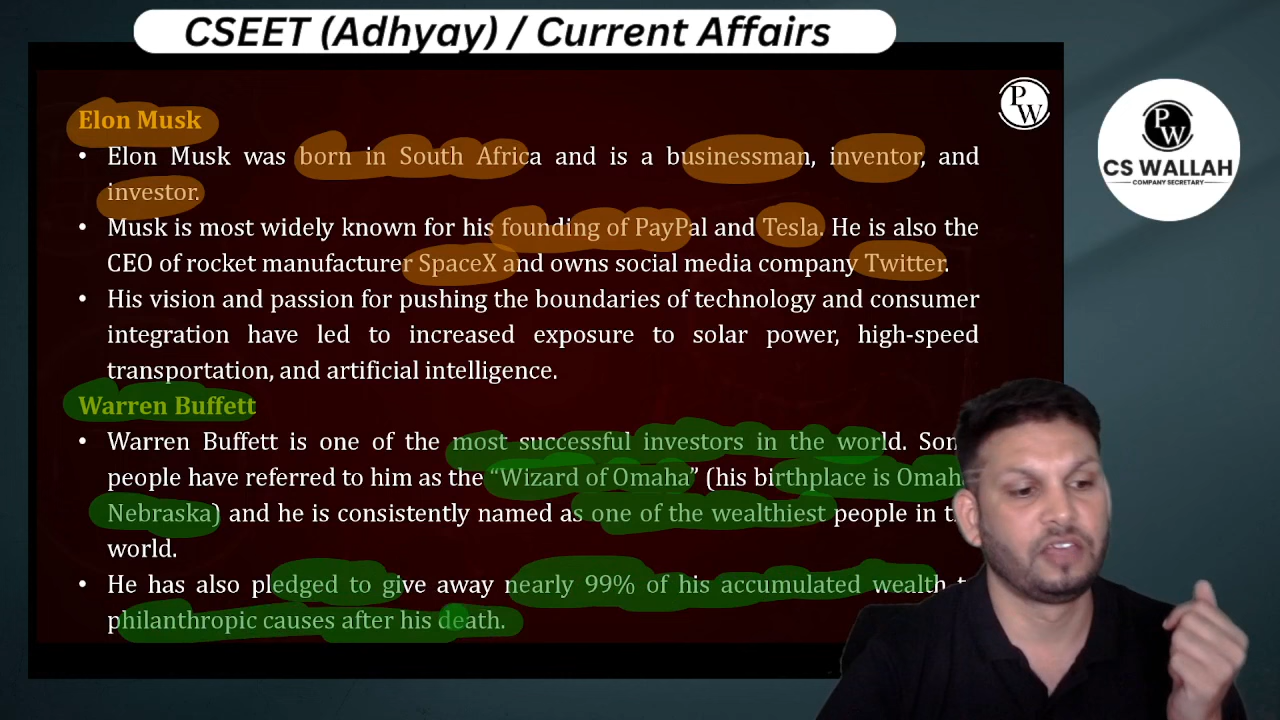 CSEET (Adhyay) / Current Affairs
PW
PW
CS WALLAH
COMPANY SECRETARY
Elon Musk
• Elon Musk was born in South Africa and is a businessman, inventor, and
investor.
• Musk is most widely known for his founding of PayPal and Tesla. He is also the
CEO of rocket manufacturer SpaceX and owns social media company Twitter.
• His vision and passion for pushing the boundaries of technology and consumer
integration have led to increased exposure to solar power, high-speed
transportation, and artificial intelligence.
Warren Buffett
• Warren Buffett is one of the most successful investors in the world.
people have referred to him as the “Wizard of Omaha” (his birthplace is
Nebraska) and he is consistently named as one of the wealthiest people in
world.
• He has also pledged to give away nearly 99% of his accumulated wealth
philanthropic causes after his death.